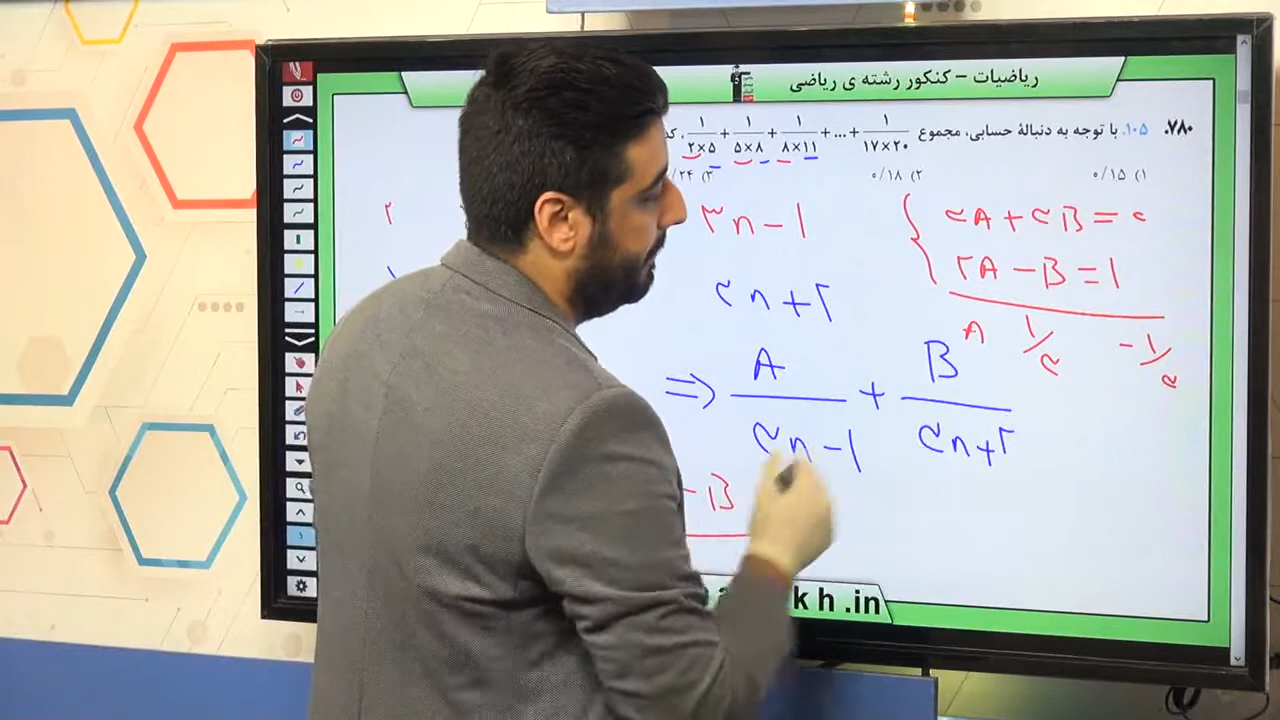 ریاضیات – کنکور رشته ی ریاضی
۷۸۰. ۱۰۵. با توجه به دنبالهٔ حسابی، مجموع ۱/(۲×۵) + ۱/(۵×۸) + ۱/(۸×۱۱) + ... + ۱/(۱۷×۲۰) ،
۱) ۰/۱۵ ۲) ۰/۱۸ ۳) ۰/۲۴
۲
۳n – ۱
۳n + ۲
۳A + ۳B = ۰
۲A – B = ۱
A ۱/۳ – ۱/۳
⇒ A/(۳n – ۱) + B/(۳n + ۲)
– B
kh.in